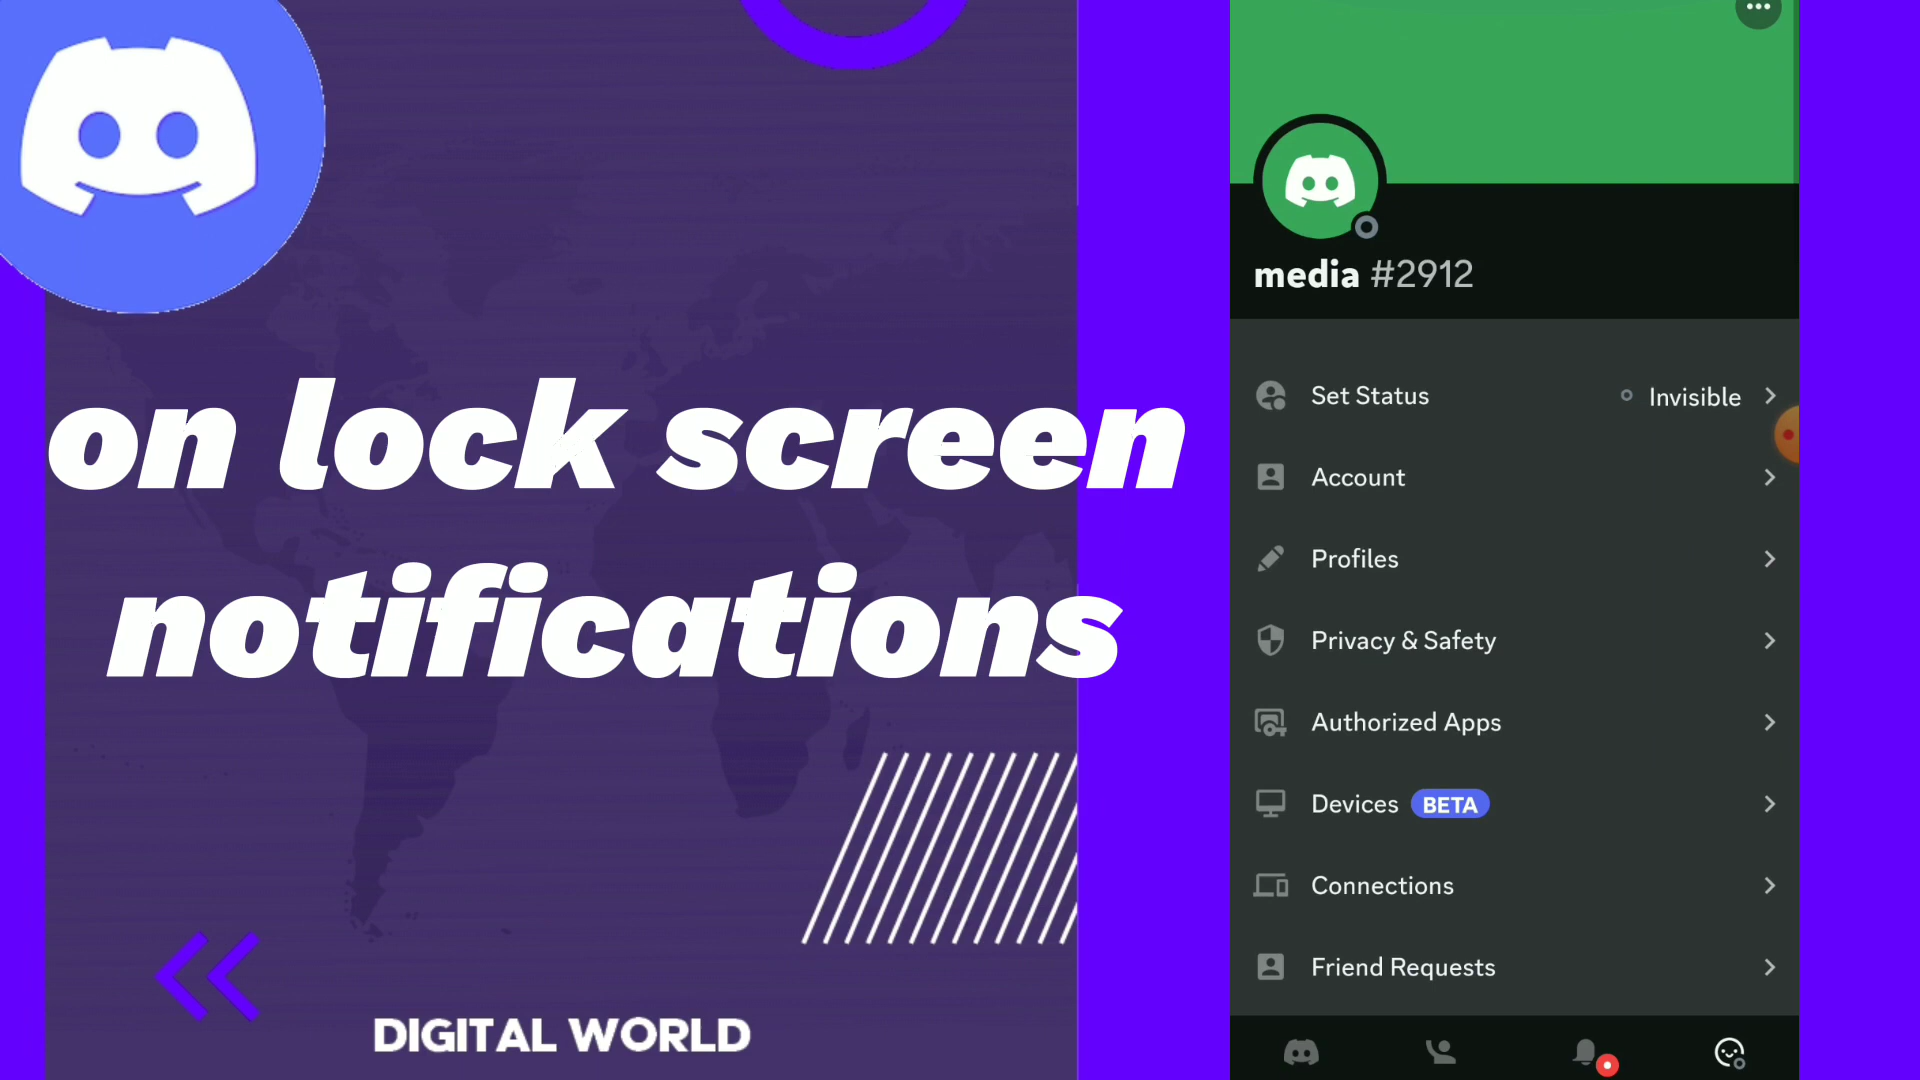 on lock screen
notifications
DIGITAL WORLD
media #2912
Set Status Invisible
Account
Profiles
Privacy & Safety
Authorized Apps
Devices BETA
Connections
Friend Requests